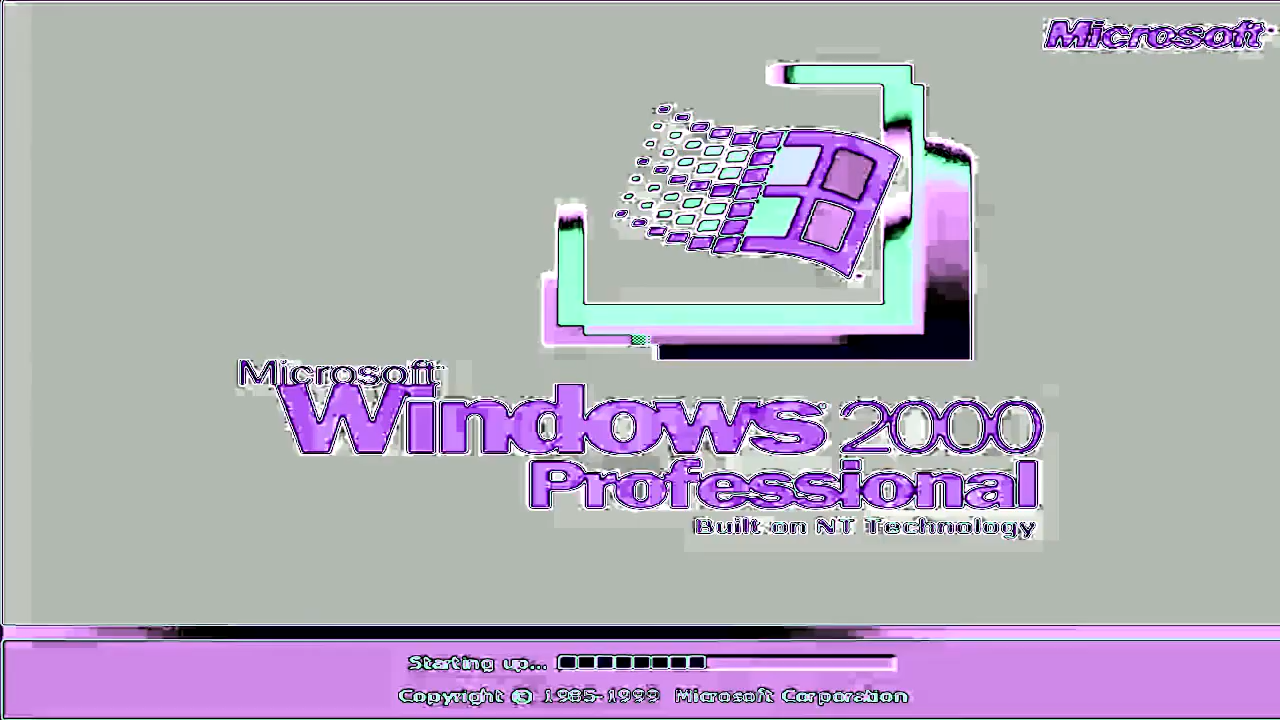 Microsoft
Microsoft
Windows 2000
Professional
Built on NT Technology
Starting up...
Copyright © 1985-1999 Microsoft Corporation